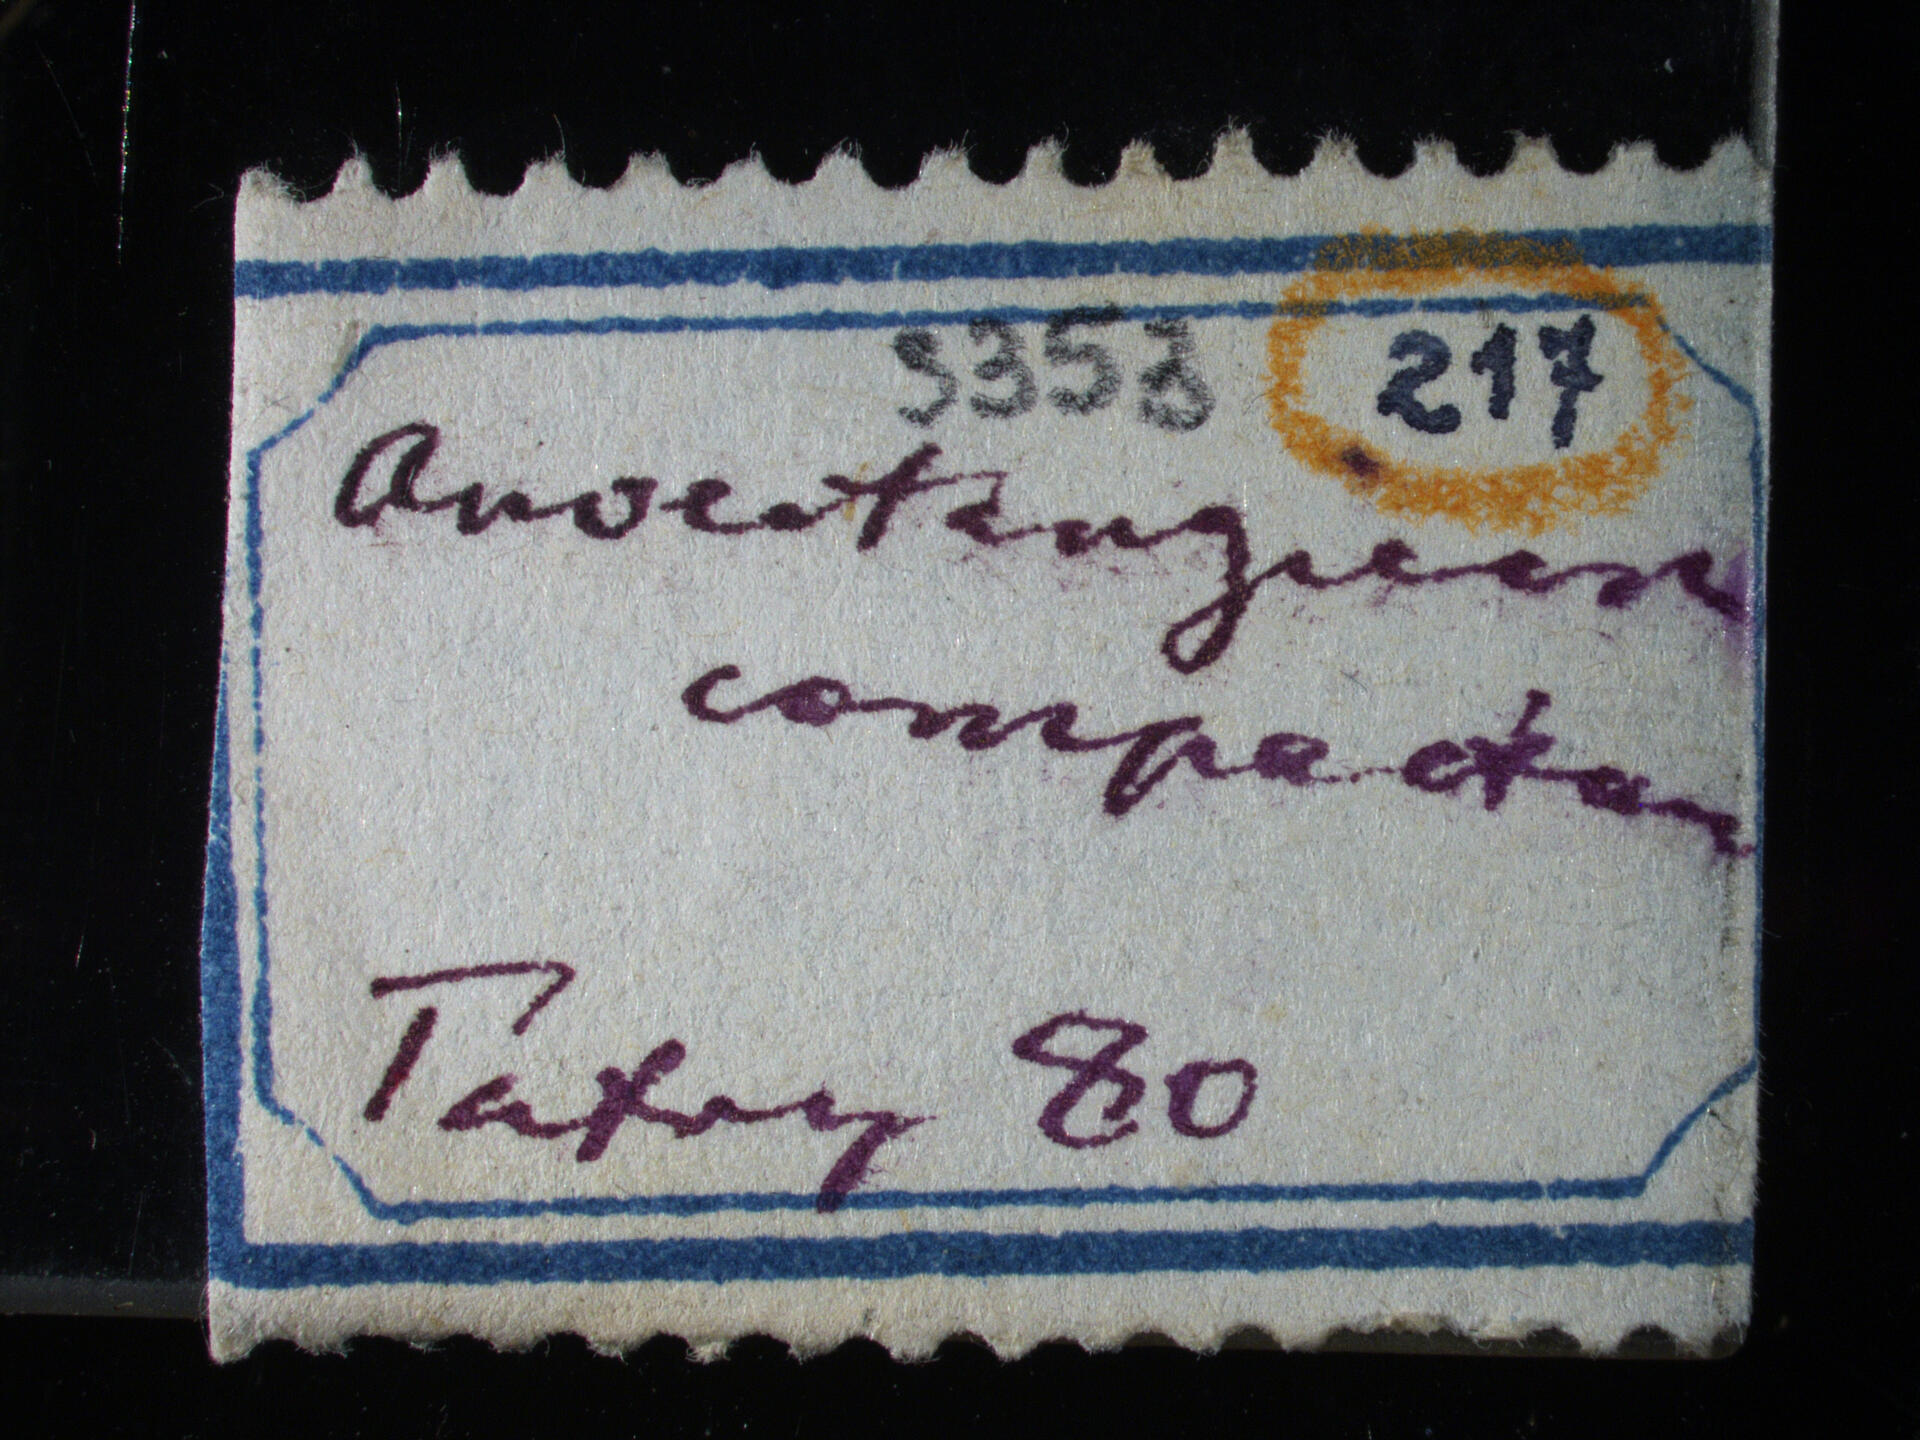 5353 217
Anoectangium
compactum
Tatry 80